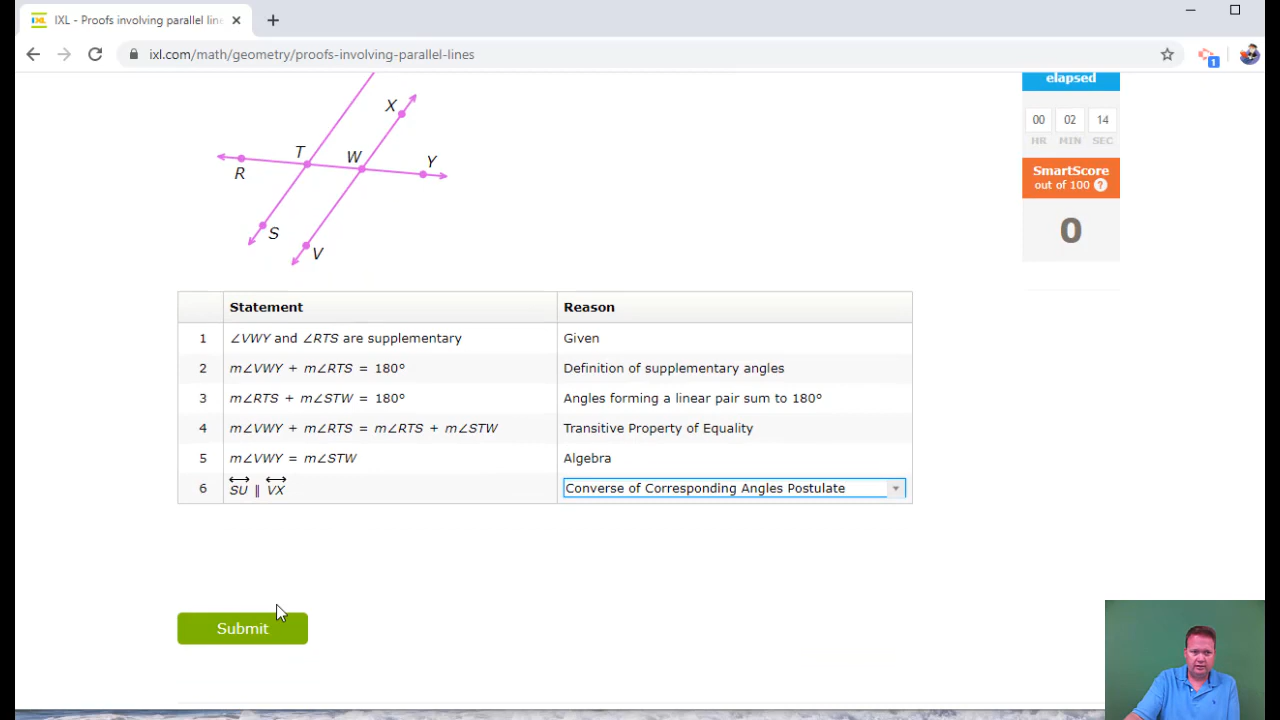 IXL - Proofs involving parallel line
ixl.com/math/geometry/proofs-involving-parallel-lines
1
elapsed
00 02 14
HR MIN SEC
SmartScore
out of 100 ?
0
X
T W Y
R
S
V
Statement Reason
1 ∠VWY and ∠RTS are supplementary Given
2 m∠VWY + m∠RTS = 180° Definition of supplementary angles
3 m∠RTS + m∠STW = 180° Angles forming a linear pair sum to 180°
4 m∠VWY + m∠RTS = m∠RTS + m∠STW Transitive Property of Equality
5 m∠VWY = m∠STW Algebra
6 SU ∥ VX Converse of Corresponding Angles Postulate
Submit